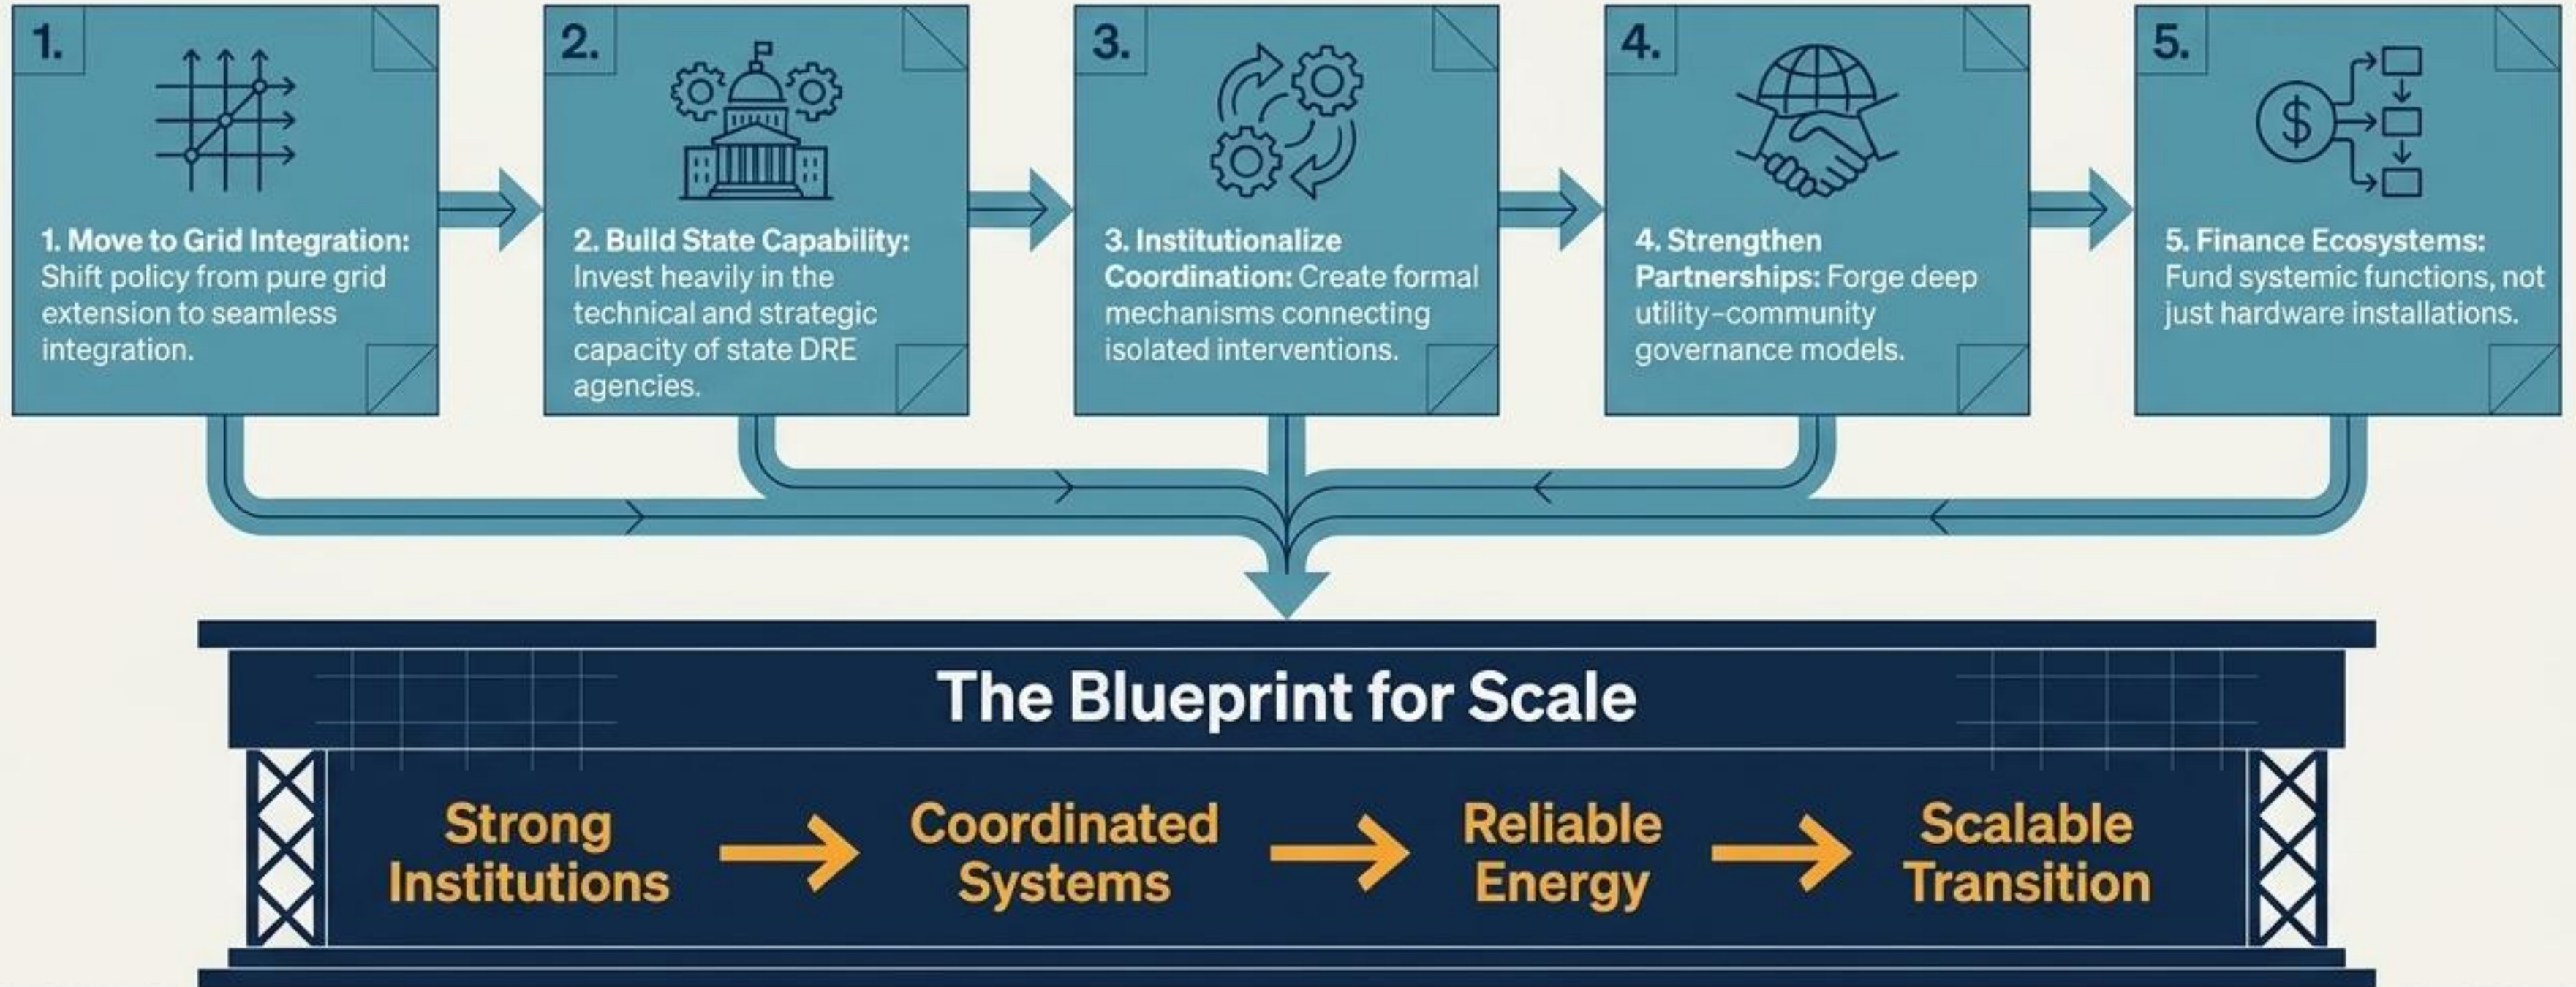 1.
1. Move to Grid Integration:
Shift policy from pure grid
extension to seamless
integration.
2.
2. Build State Capability:
Invest heavily in the
technical and strategic
capacity of state DRE
agencies.
3.
3. Institutionalize
Coordination: Create formal
mechanisms connecting
isolated interventions.
4.
4. Strengthen
Partnerships: Forge deep
utility–community
governance models.
5.
$
5. Finance Ecosystems:
Fund systemic functions, not
just hardware installations.
The Blueprint for Scale
Strong
Institutions
Coordinated
Systems
Reliable
Energy
Scalable
Transition